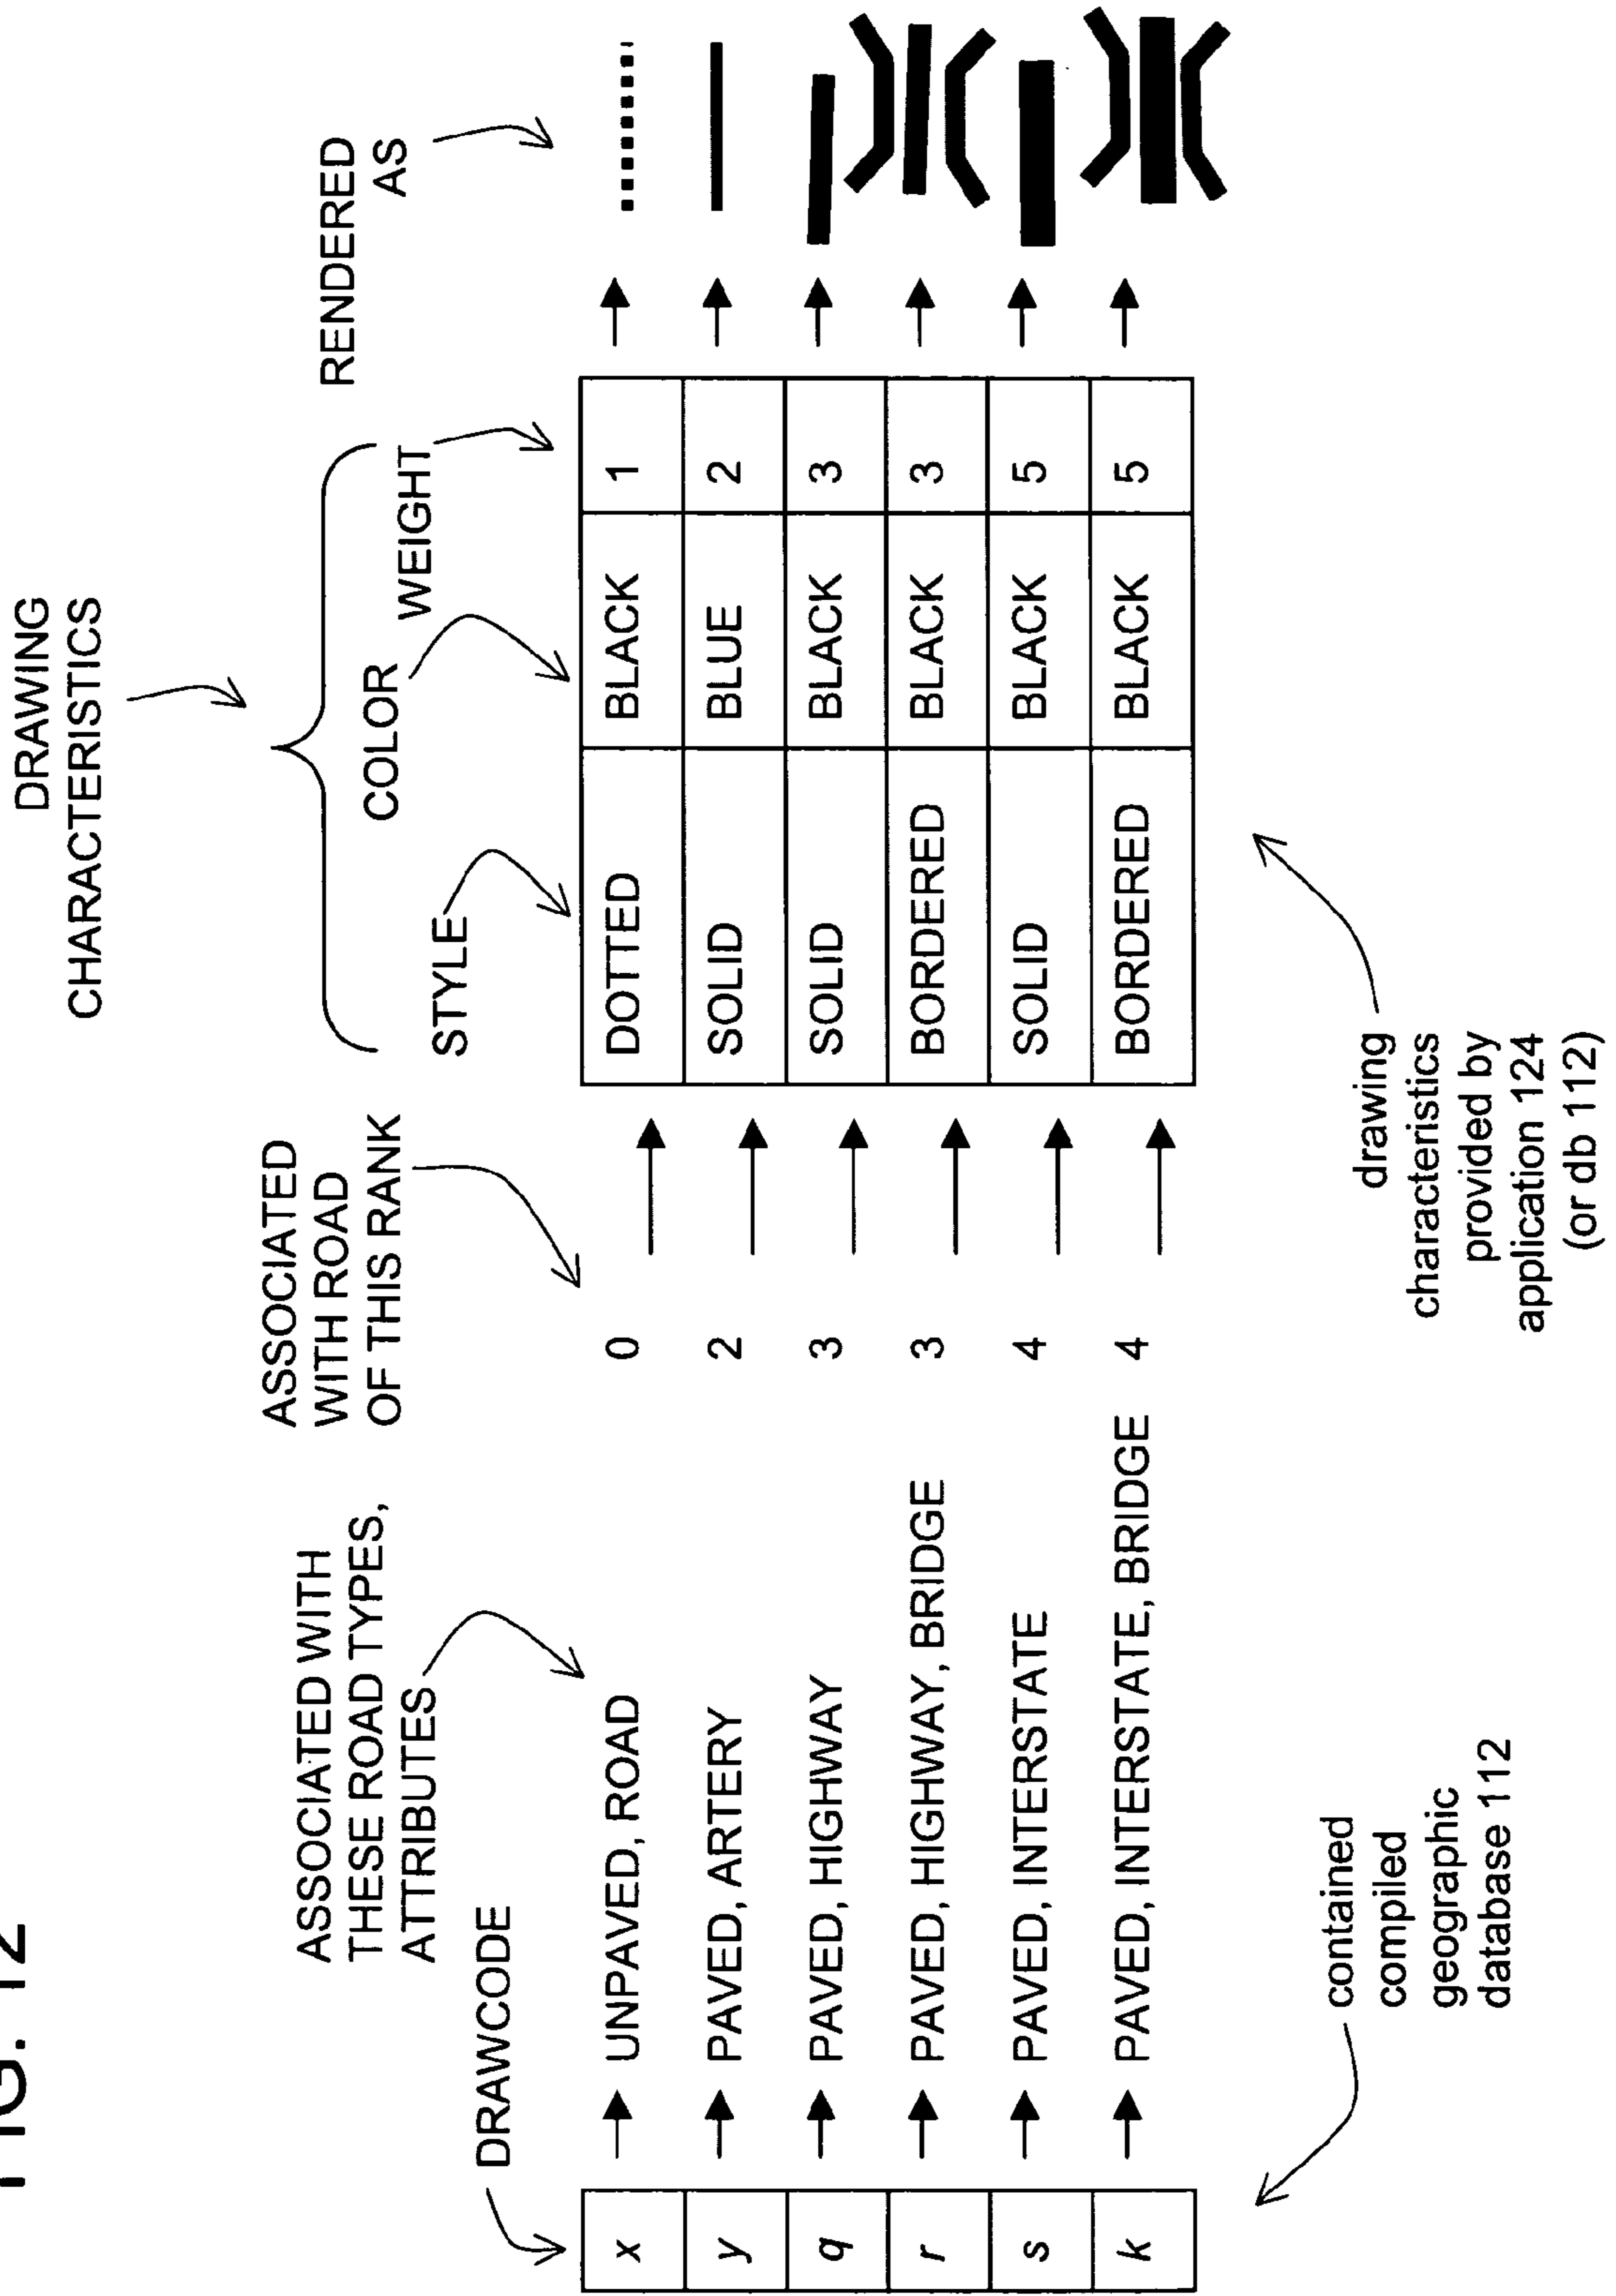 FIG. 12
DRAWING
CHARACTERISTICS
ASSOCIATED WITH
THESE ROAD TYPES,
ATTRIBUTES
ASSOCIATED
WITH ROAD
OF THIS RANK
RENDERED
AS
DRAWCODE
STYLE
COLOR
WEIGHT
x UNPAVED, ROAD 0 DOTTED BLACK 1
y PAVED, ARTERY 2 SOLID BLUE 2
q PAVED, HIGHWAY 3 SOLID BLACK 3
r PAVED, HIGHWAY, BRIDGE 3 BORDERED BLACK 3
s PAVED, INTERSTATE 4 SOLID BLACK 5
k PAVED, INTERSTATE, BRIDGE 4 BORDERED BLACK 5
contained
compiled
geographic
database 112
drawing
characteristics
provided by
application 124
(or db 112)